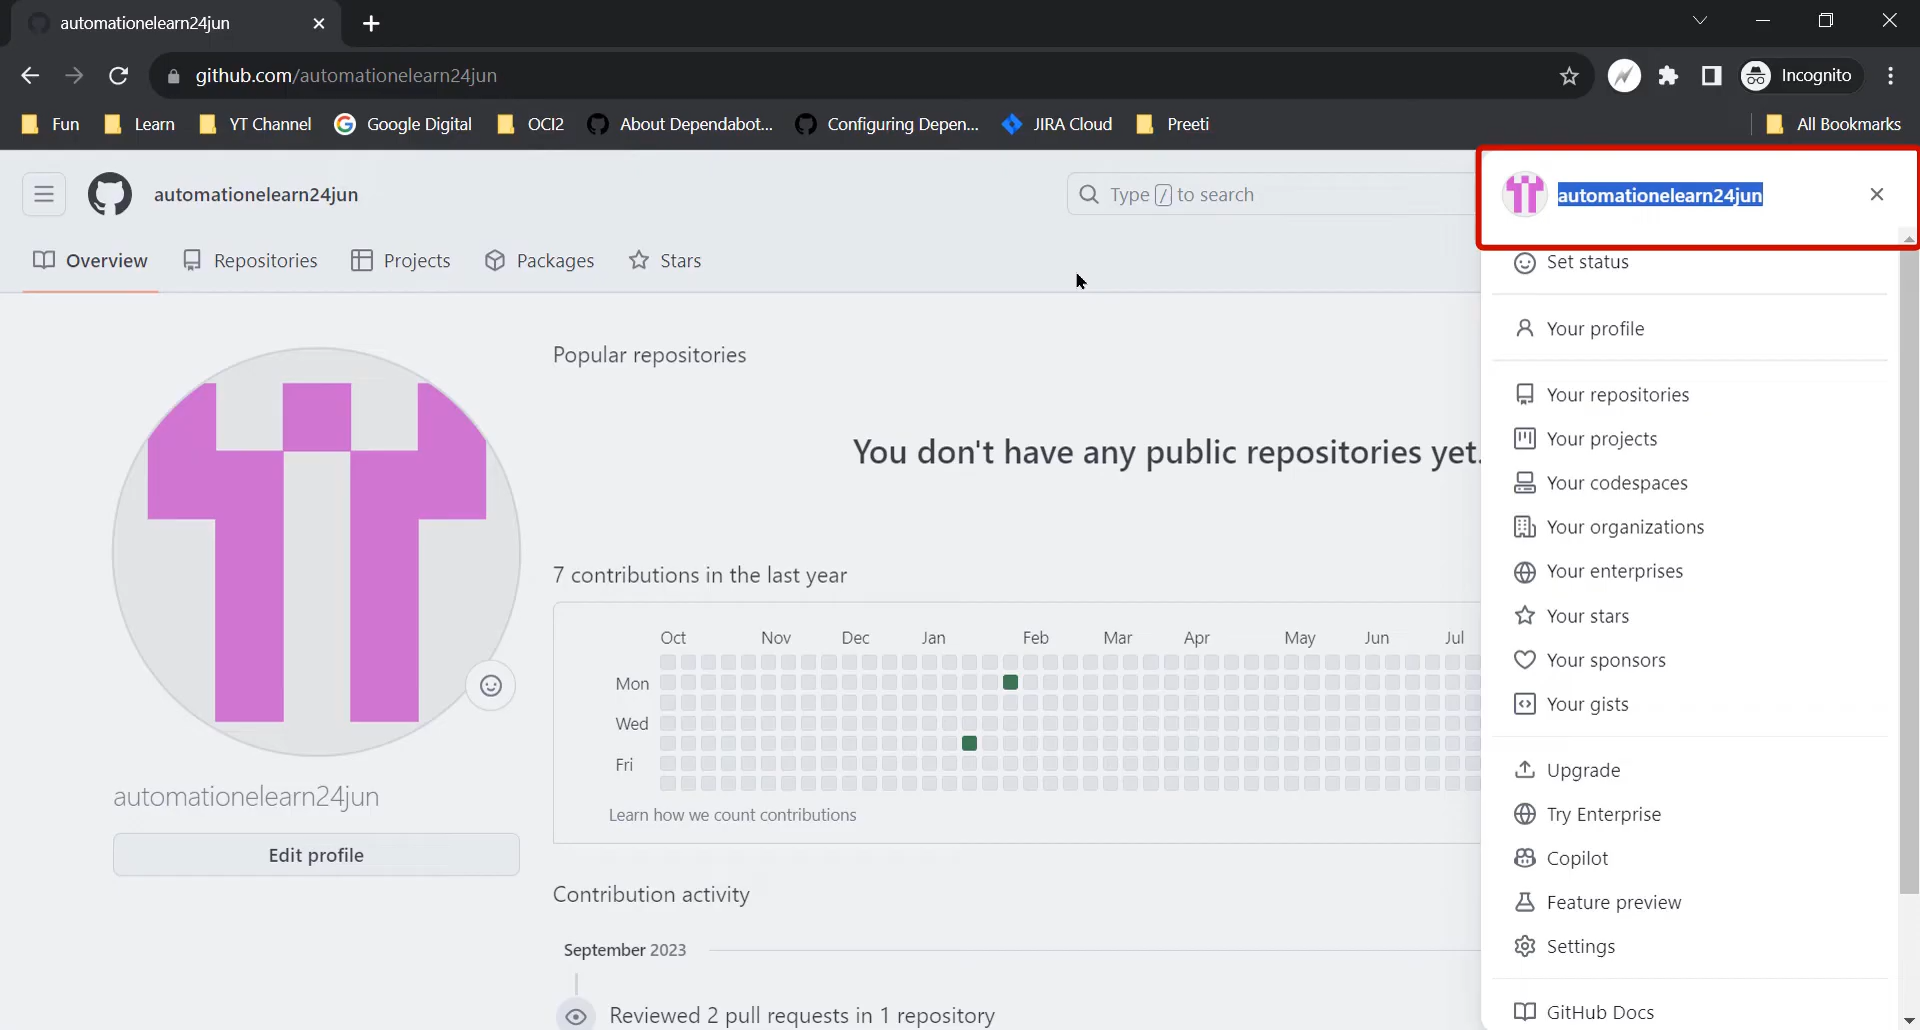 automationelearn24jun
github.com/automationelearn24jun
Incognito
Fun
Learn
YT Channel
Google Digital
OCI2
About Dependabot...
Configuring Depen...
JIRA Cloud
Preeti
All Bookmarks
automationelearn24jun
Type / to search
automationelearn24jun
Overview
Repositories
Projects
Packages
Stars
Popular repositories
You don't have any public repositories yet.
7 contributions in the last year
Oct Nov Dec Jan Feb Mar Apr May Jun Jul
Mon
Wed
Fri
Learn how we count contributions
automationelearn24jun
Edit profile
Contribution activity
September 2023
Reviewed 2 pull requests in 1 repository
Set status
Your profile
Your repositories
Your projects
Your codespaces
Your organizations
Your enterprises
Your stars
Your sponsors
Your gists
Upgrade
Try Enterprise
Copilot
Feature preview
Settings
GitHub Docs